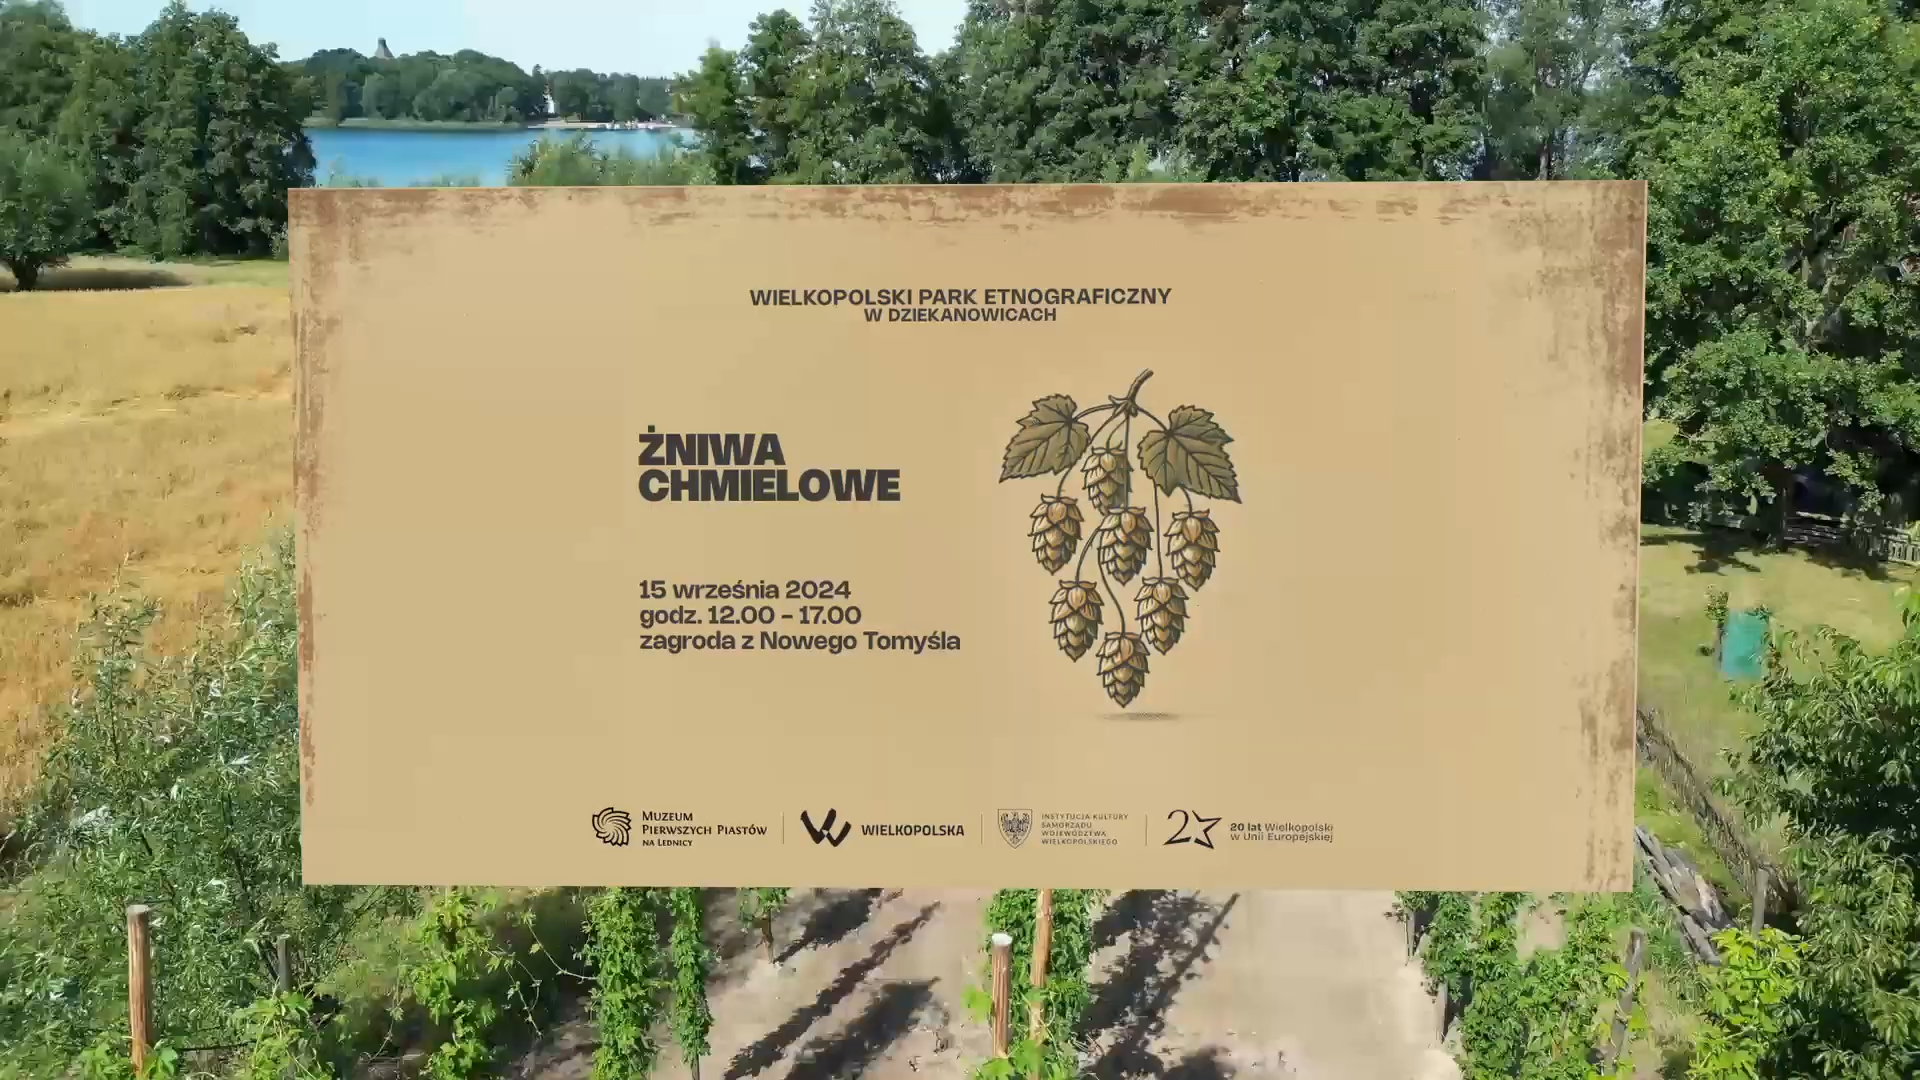 WIELKOPOLSKI PARK ETNOGRAFICZNY
W DZIEKANOWICACH
ŻNIWA
CHMIELOWE
15 września 2024
godz. 12.00 – 17.00
zagroda z Nowego Tomyśla
MUZEUM
PIERWSZYCH PIASTÓW
NA LEDNICY
WIELKOPOLSKA
INSTYTUCJA KULTURY
SAMORZĄDU
WOJEWÓDZTWA
WIELKOPOLSKIEGO
20 lat Wielkopolski
w Unii Europejskiej